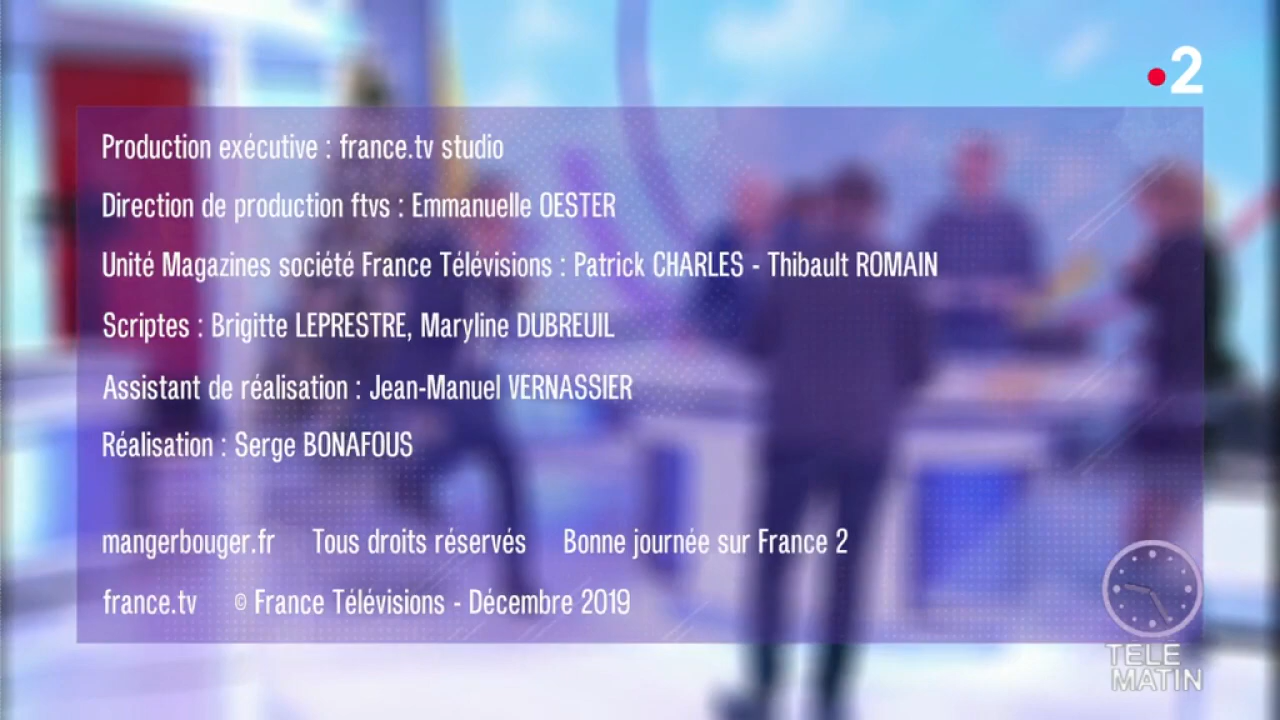 2
Production exécutive : france.tv studio
Direction de production ftvs : Emmanuelle OESTER
Unité Magazines société France Télévisions : Patrick CHARLES - Thibault ROMAIN
Scriptes : Brigitte LEPRESTRE, Maryline DUBREUIL
Assistant de réalisation : Jean-Manuel VERNASSIER
Réalisation : Serge BONAFOUS
mangerbouger.fr Tous droits réservés Bonne journée sur France 2
france.tv © France Télévisions - Décembre 2019
TÉLÉ
MATIN